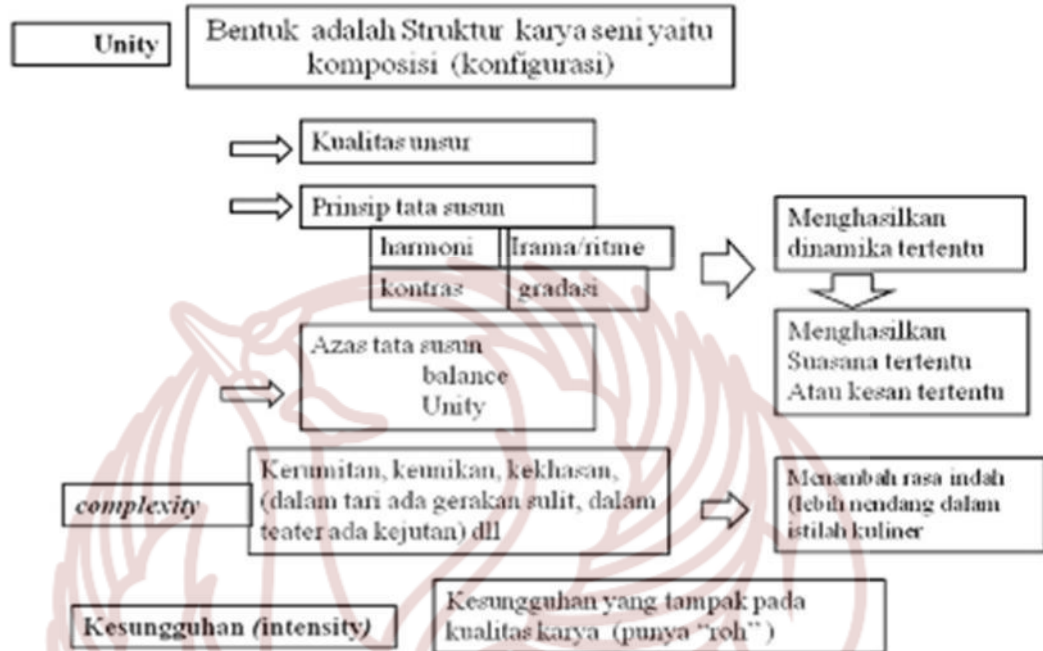 Unity
Bentuk adalah Struktur karya seni yaitu
komposisi (konfigurasi)
Kualitas unsur
Prinsip tata susun
harmoni
Irama/ritme
kontras
gradasi
Menghasilkan
dinamika tertentu
Azas tata susun
balance
Unity
Menghasilkan
Suasana tertentu
Atau kesan tertentu
complexity
Kerumitan, keunikan, kekhasan,
(dalam tari ada gerakan sulit, dalam
teater ada kejutan) dll
Menambah rasa indah
(lebih nendang dalam
istilah kuliner
Kesungguhan (intensity)
Kesungguhan yang tampak pada
kualitas karya (punya “roh” )